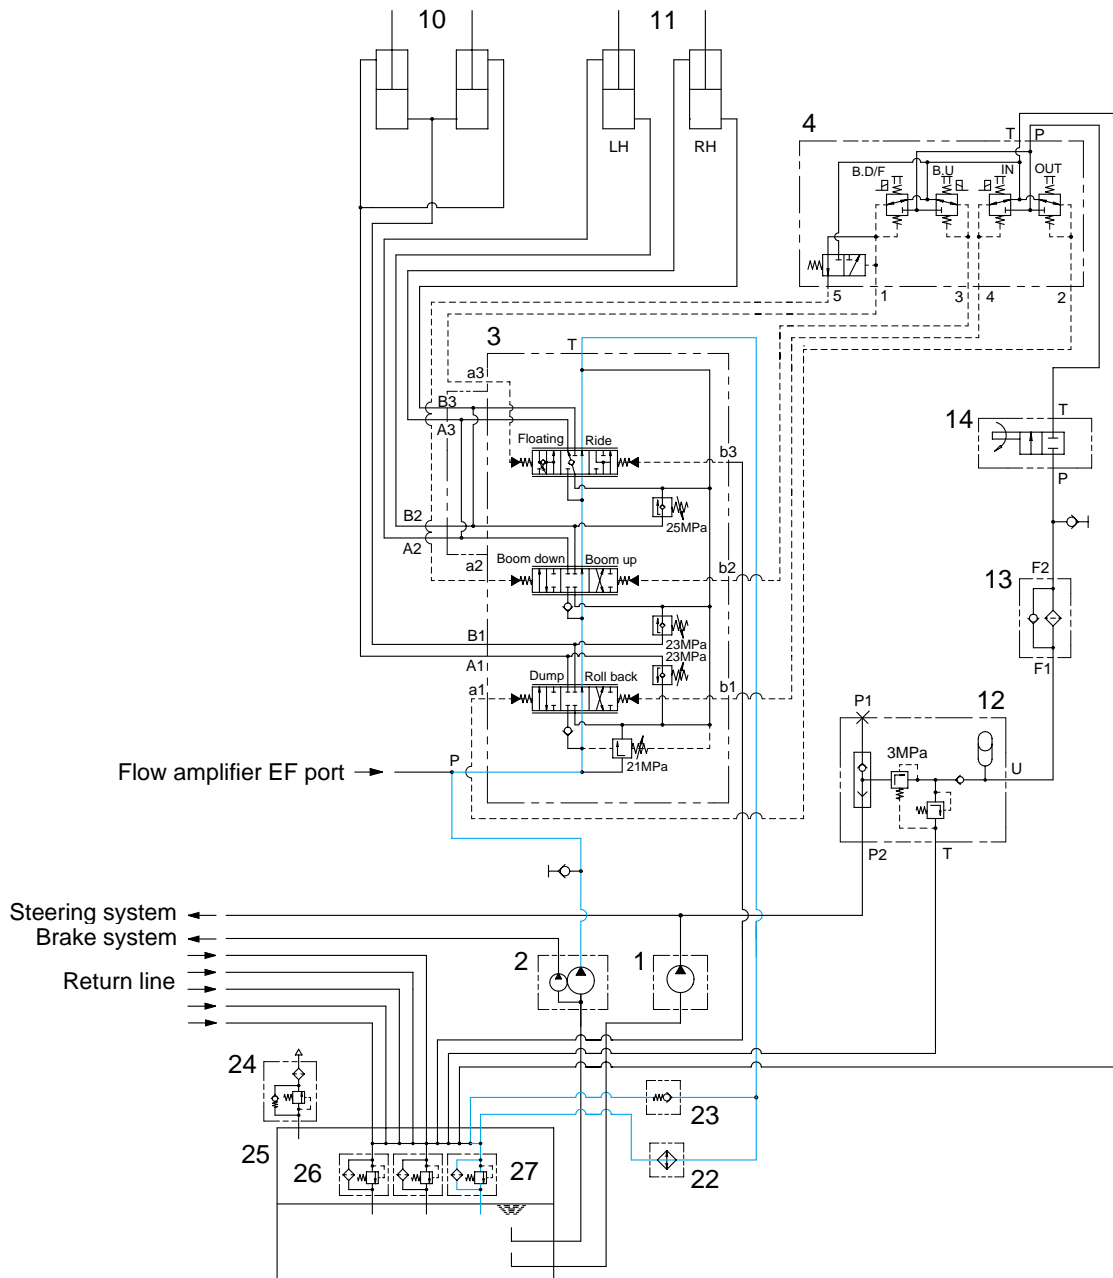 10
11
LH
RH
4
T
P
B.D/F
B.U
IN
OUT
5
1
3
4
2
3
T
a3
B3
A3
Floating
Ride
b3
25MPa
B2
A2
a2
Boom down
Boom up
b2
B1
A1
23MPa
23MPa
a1
Dump
Roll back
b1
21MPa
P
Flow amplifier EF port
14
T
P
F2
13
F1
P1
12
3MPa
U
P2
T
Steering system
Brake system
Return line
2
1
24
25
26
27
23
22